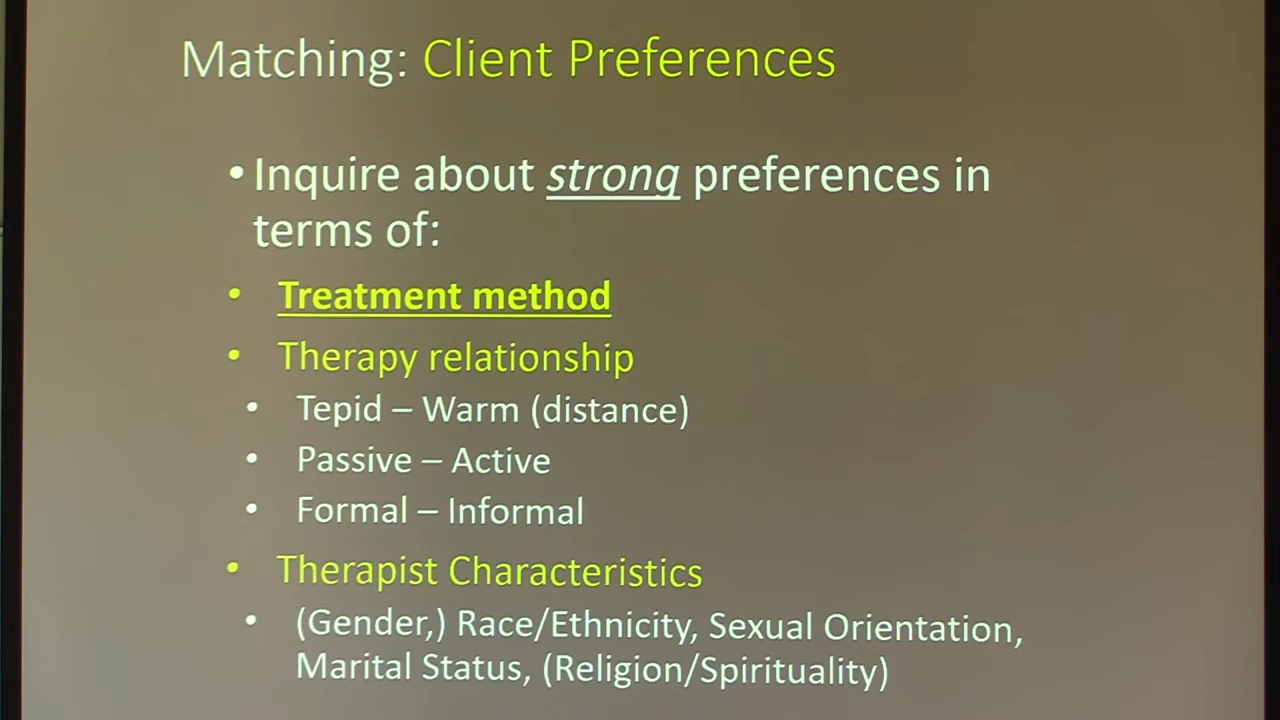 Matching: Client Preferences
• Inquire about strong preferences in
terms of:
• Treatment method
• Therapy relationship
• Tepid – Warm (distance)
• Passive – Active
• Formal – Informal
• Therapist Characteristics
• (Gender,) Race/Ethnicity, Sexual Orientation,
Marital Status, (Religion/Spirituality)